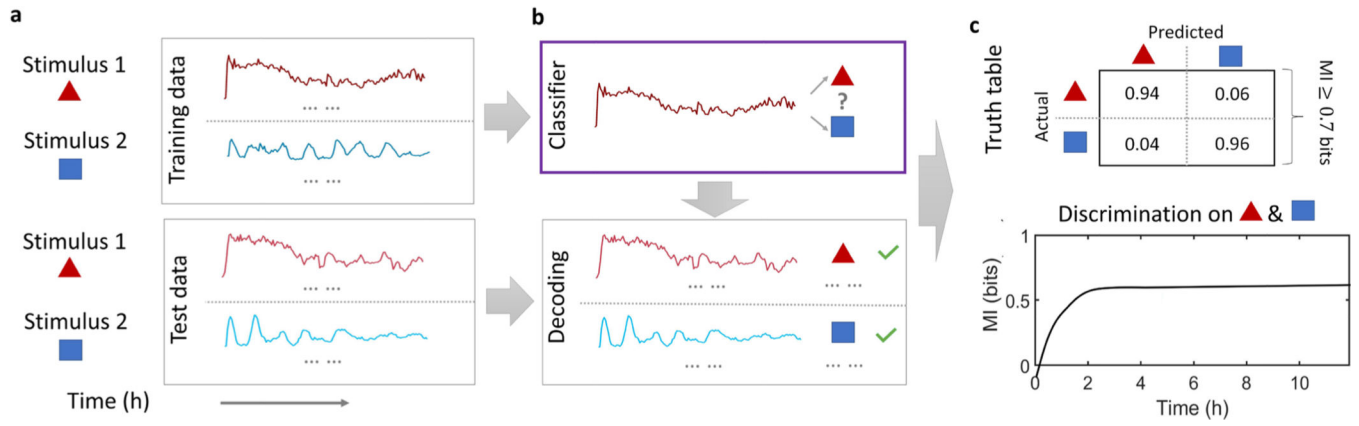 a
Stimulus 1
Stimulus 2
Training data
... ...
... ...
Stimulus 1
Stimulus 2
Test data
... ...
... ...
Time (h)
b
Classifier
?
Decoding
... ...
... ...
... ...
... ...
c
Predicted
Truth table
Actual
0.94 0.06
0.04 0.96
MI ≥ 0.7 bits
Discrimination on & 
MI (bits)
1
0.5
0
0 2 4 6 8 10
Time (h)